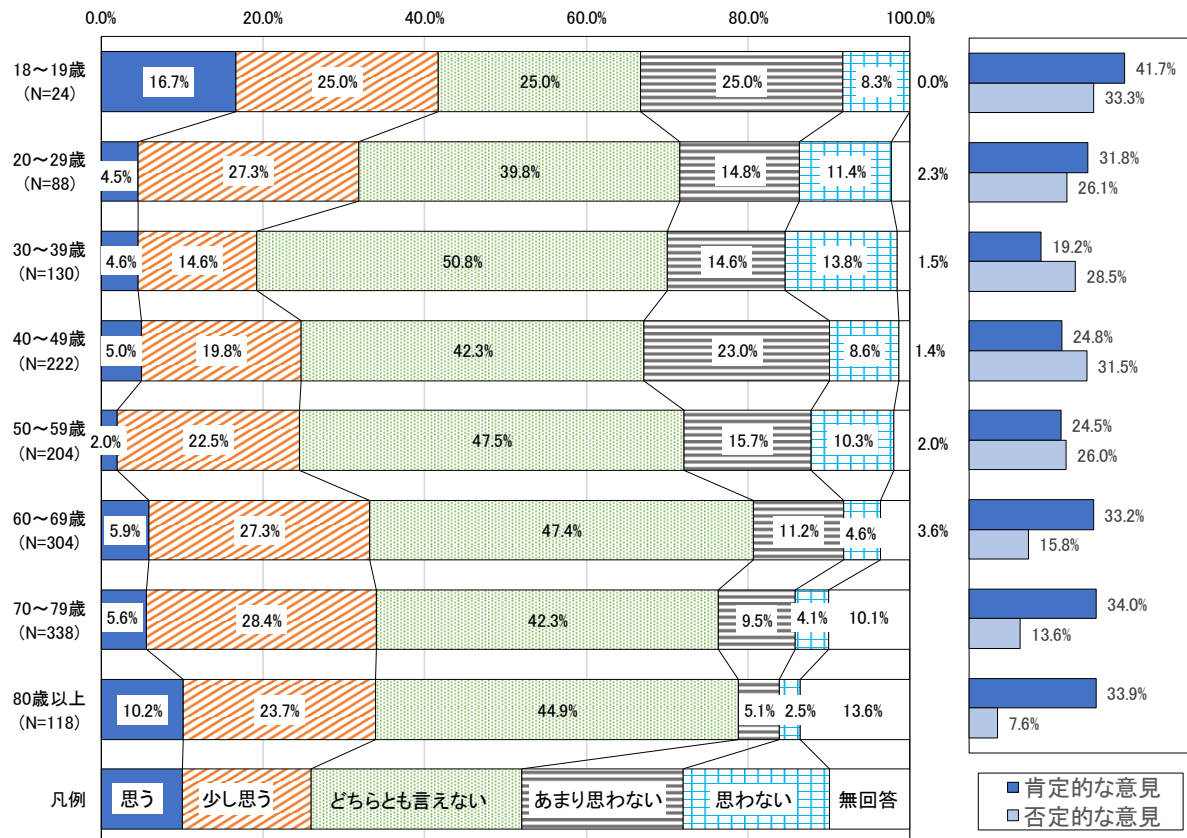 0.0% 20.0% 40.0% 60.0% 80.0% 100.0%
18～19歳
(N=24)
16.7% 25.0% 25.0% 25.0% 8.3% 0.0%
41.7%
33.3%
20～29歳
(N=88)
4.5% 27.3% 39.8% 14.8% 11.4% 2.3%
31.8%
26.1%
30～39歳
(N=130)
4.6% 14.6% 50.8% 14.6% 13.8% 1.5%
19.2%
28.5%
40～49歳
(N=222)
5.0% 19.8% 42.3% 23.0% 8.6% 1.4%
24.8%
31.5%
50～59歳
(N=204)
2.0% 22.5% 47.5% 15.7% 10.3% 2.0%
24.5%
26.0%
60～69歳
(N=304)
5.9% 27.3% 47.4% 11.2% 4.6% 3.6%
33.2%
15.8%
70～79歳
(N=338)
5.6% 28.4% 42.3% 9.5% 4.1% 10.1%
34.0%
13.6%
80歳以上
(N=118)
10.2% 23.7% 44.9% 5.1% 2.5% 13.6%
33.9%
7.6%
凡例 思う 少し思う どちらとも言えない あまり思わない 思わない 無回答
肯定的な意見
否定的な意見